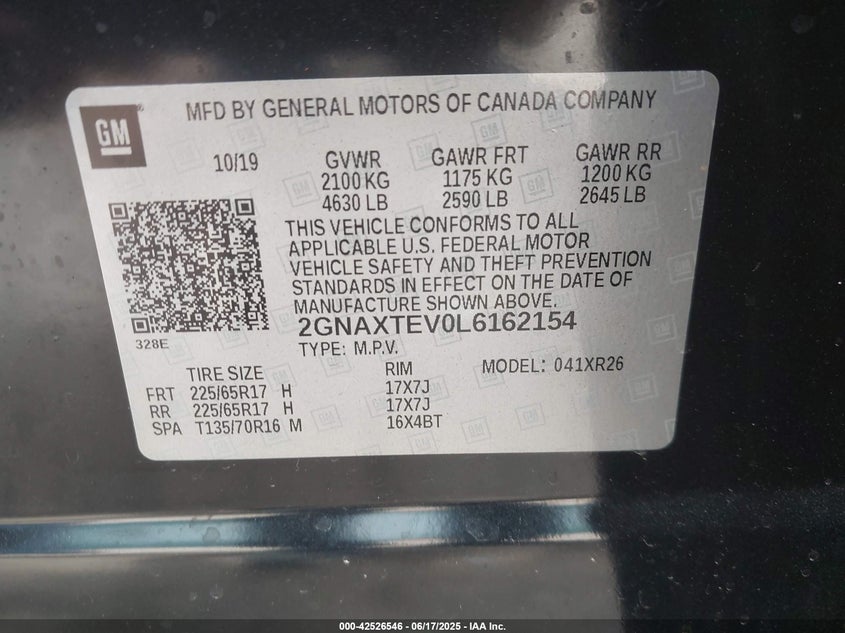 GM
MFD BY GENERAL MOTORS OF CANADA COMPANY
10/19 GVWR GAWR FRT GAWR RR
2100 KG 1175 KG 1200 KG
4630 LB 2590 LB 2645 LB
THIS VEHICLE CONFORMS TO ALL
APPLICABLE U.S. FEDERAL MOTOR
VEHICLE SAFETY AND THEFT PREVENTION
STANDARDS IN EFFECT ON THE DATE OF
MANUFACTURE SHOWN ABOVE.
2GNAXTEV0L6162154
328E
TYPE: M.P.V.
TIRE SIZE RIM MODEL: 041XR26
FRT 225/65R17 H 17X7J
RR 225/65R17 H 17X7J
SPA T135/70R16 M 16X4BT
000-42526546 - 06/17/2025 - IAA Inc.